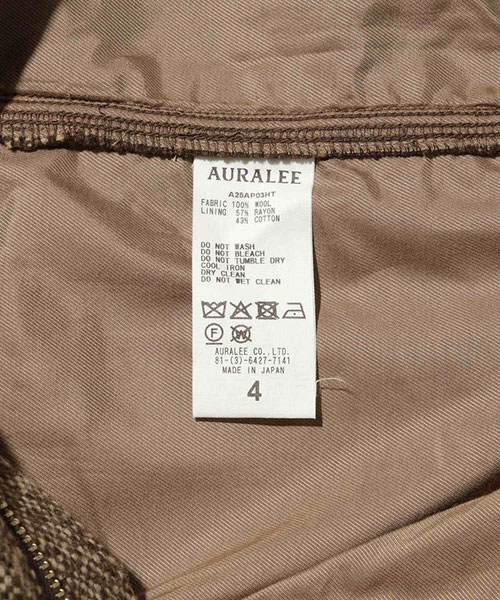 AURALEE
A25AP03HT
FABRIC 100% WOOL
LINING 57% RAYON
43% COTTON
DO NOT WASH
DO NOT BLEACH
DO NOT TUMBLE DRY
COOL IRON
DRY CLEAN
DO NOT WET CLEAN
AURALEE CO.,LTD.
81-(3)-6427-7141
MADE IN JAPAN
4